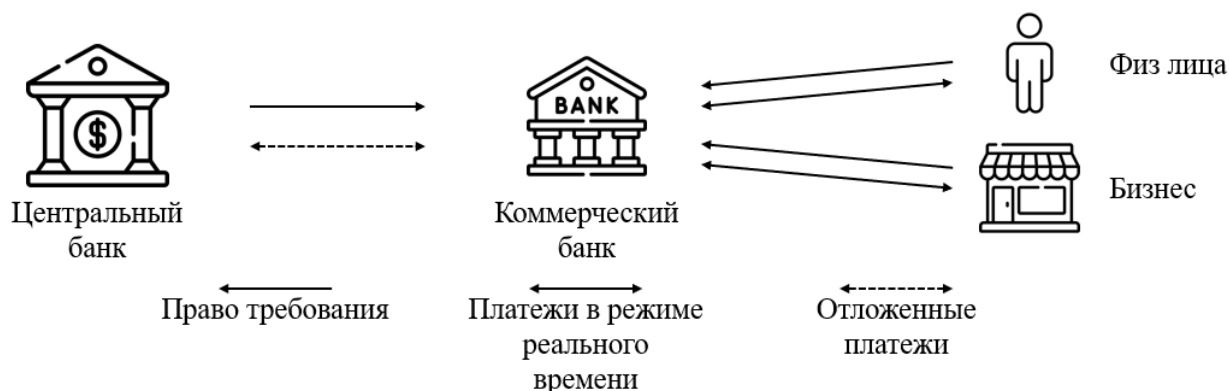 $
BANK
Физ лица
Бизнес
Центральный
банк
Коммерческий
банк
Право требования
Платежи в режиме
реального
времени
Отложенные
платежи